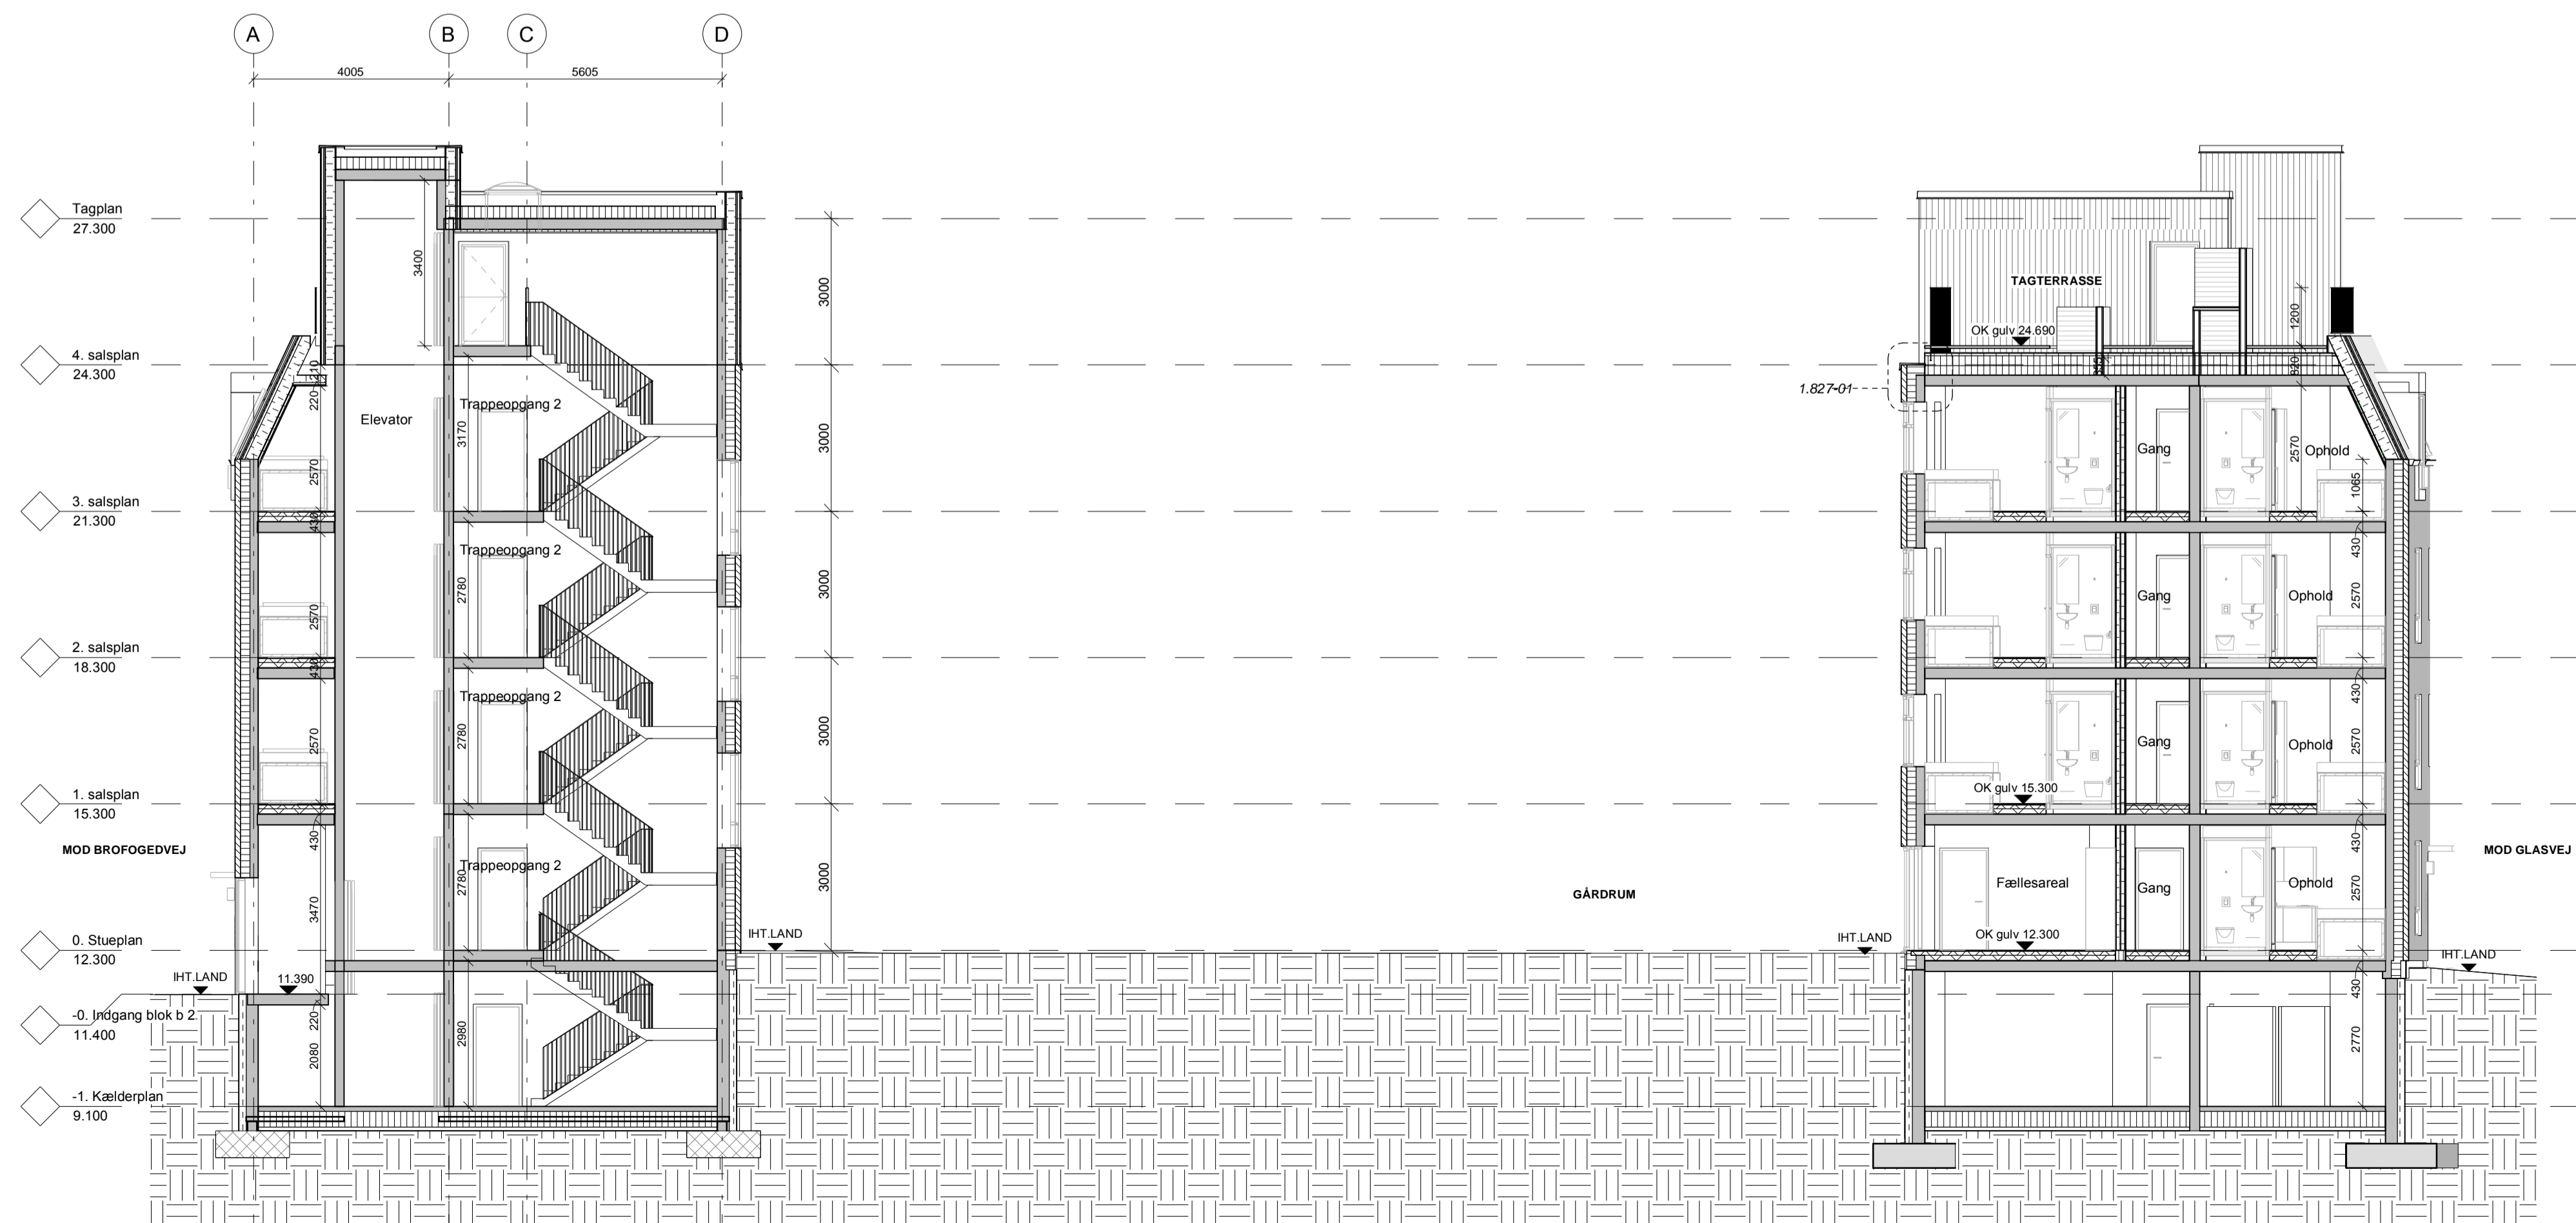 A
B
C
D
4005
5605
Tagplan
27.300
4. salsplan
24.300
3. salsplan
21.300
2. salsplan
18.300
1. salsplan
15.300
MOD BROFOGEDVEJ
0. Stueplan
12.300
IHT.LAND
11.390
-0. Indgang blok b 2
11.400
-1. Kælderplan
9.100
210
220
2570
430
2570
430
2570
430
3470
220
2080
Elevator
3400
Trappeopgang 2
3170
Trappeopgang 2
2780
Trappeopgang 2
2780
Trappeopgang 2
2780
2980
3000
3000
3000
3000
3000
IHT.LAND
GÅRDRUM
IHT.LAND
1.827-01
TAGTERRASSE
OK gulv 24.690
1200
820
Gang
2570
Ophold
1065
430
Gang
Ophold
2570
430
Gang
Ophold
2570
OK gulv 15.300
430
Fællesareal
Gang
Ophold
2570
OK gulv 12.300
430
2770
MOD GLASVEJ
IHT.LAND